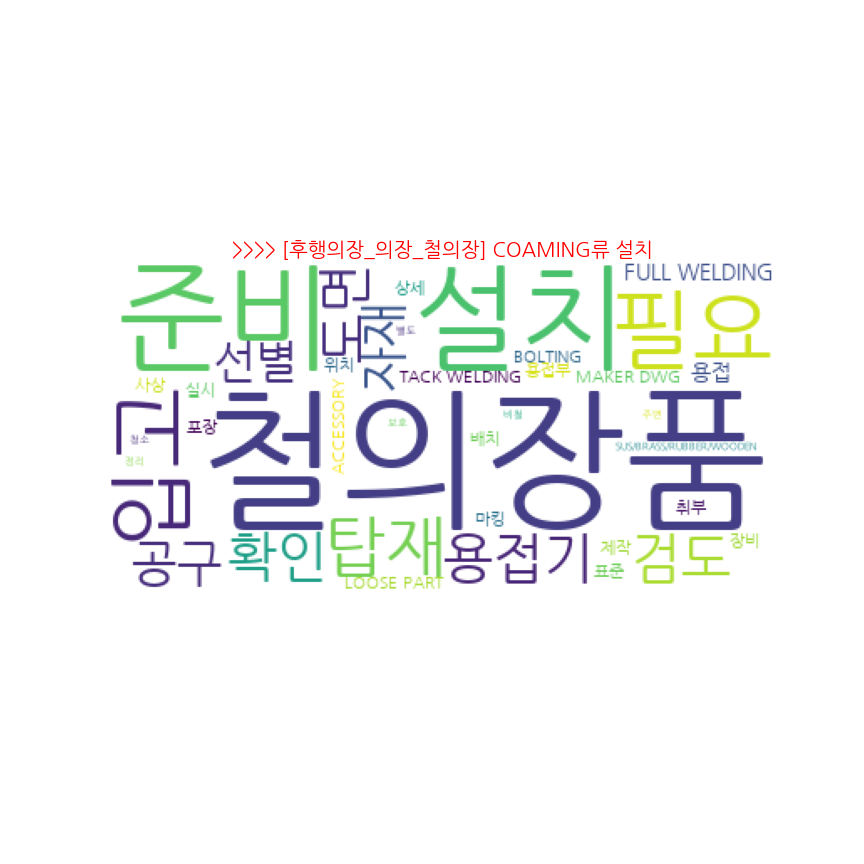 >>>> [후행의장_의장_철의장] COAMING류 설치
준비
도면
상세
설치
FULL WELDING
필요
선별
위치
자재
별도
BOLTING
용접부
용접
사상
실시
TACK WELDING
MAKER DWG
입고
포장
청소
정리
ACCESSORY
보호
철의장품
비철
배치
주변
SUS/BRASS/RUBBER/WOODEN
취부
마킹
공구
확인
탑재
용접기
제작
표준
검도
장비
LOOSE PART